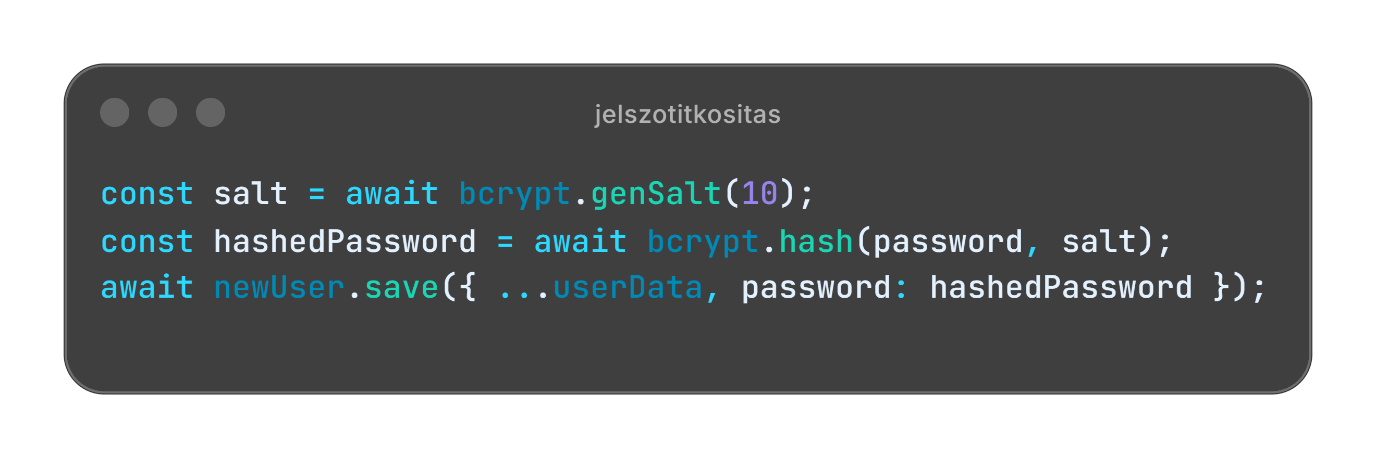 jelszotitkositas
const salt = await bcrypt.genSalt(10);
const hashedPassword = await bcrypt.hash(password, salt);
await newUser.save({ ...userData, password: hashedPassword });